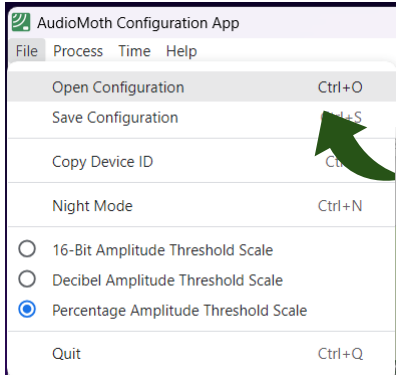 AudioMoth Configuration App
File Process Time Help
Open Configuration Ctrl+O
Save Configuration Ctrl+S
Copy Device ID
Night Mode Ctrl+N
16-Bit Amplitude Threshold Scale
Decibel Amplitude Threshold Scale
Percentage Amplitude Threshold Scale
Quit Ctrl+Q